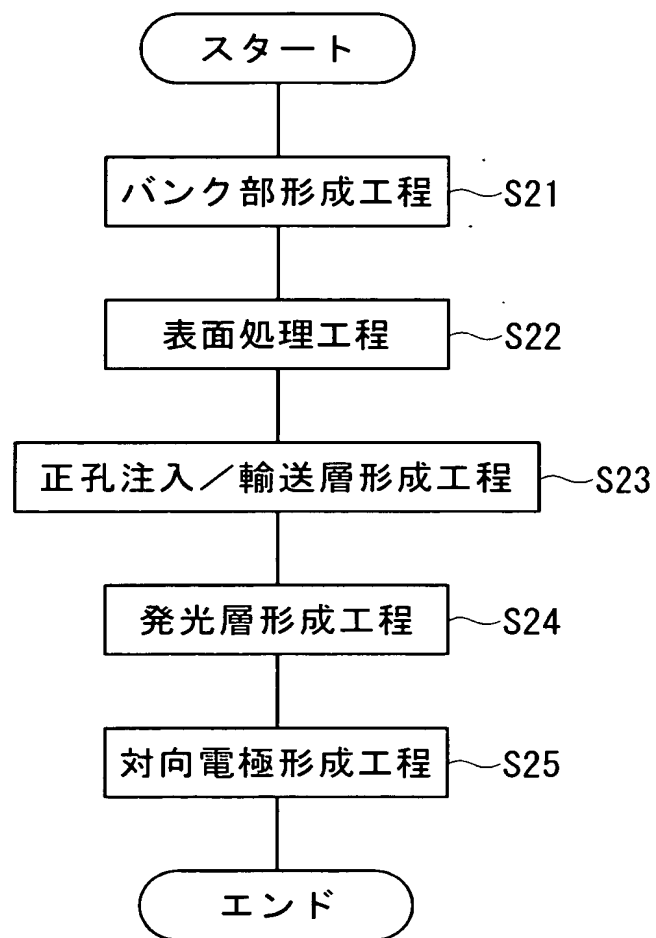 スタート
バンク部形成工程 S21
表面処理工程 S22
正孔注入／輸送層形成工程 S23
発光層形成工程 S24
対向電極形成工程 S25
エンド